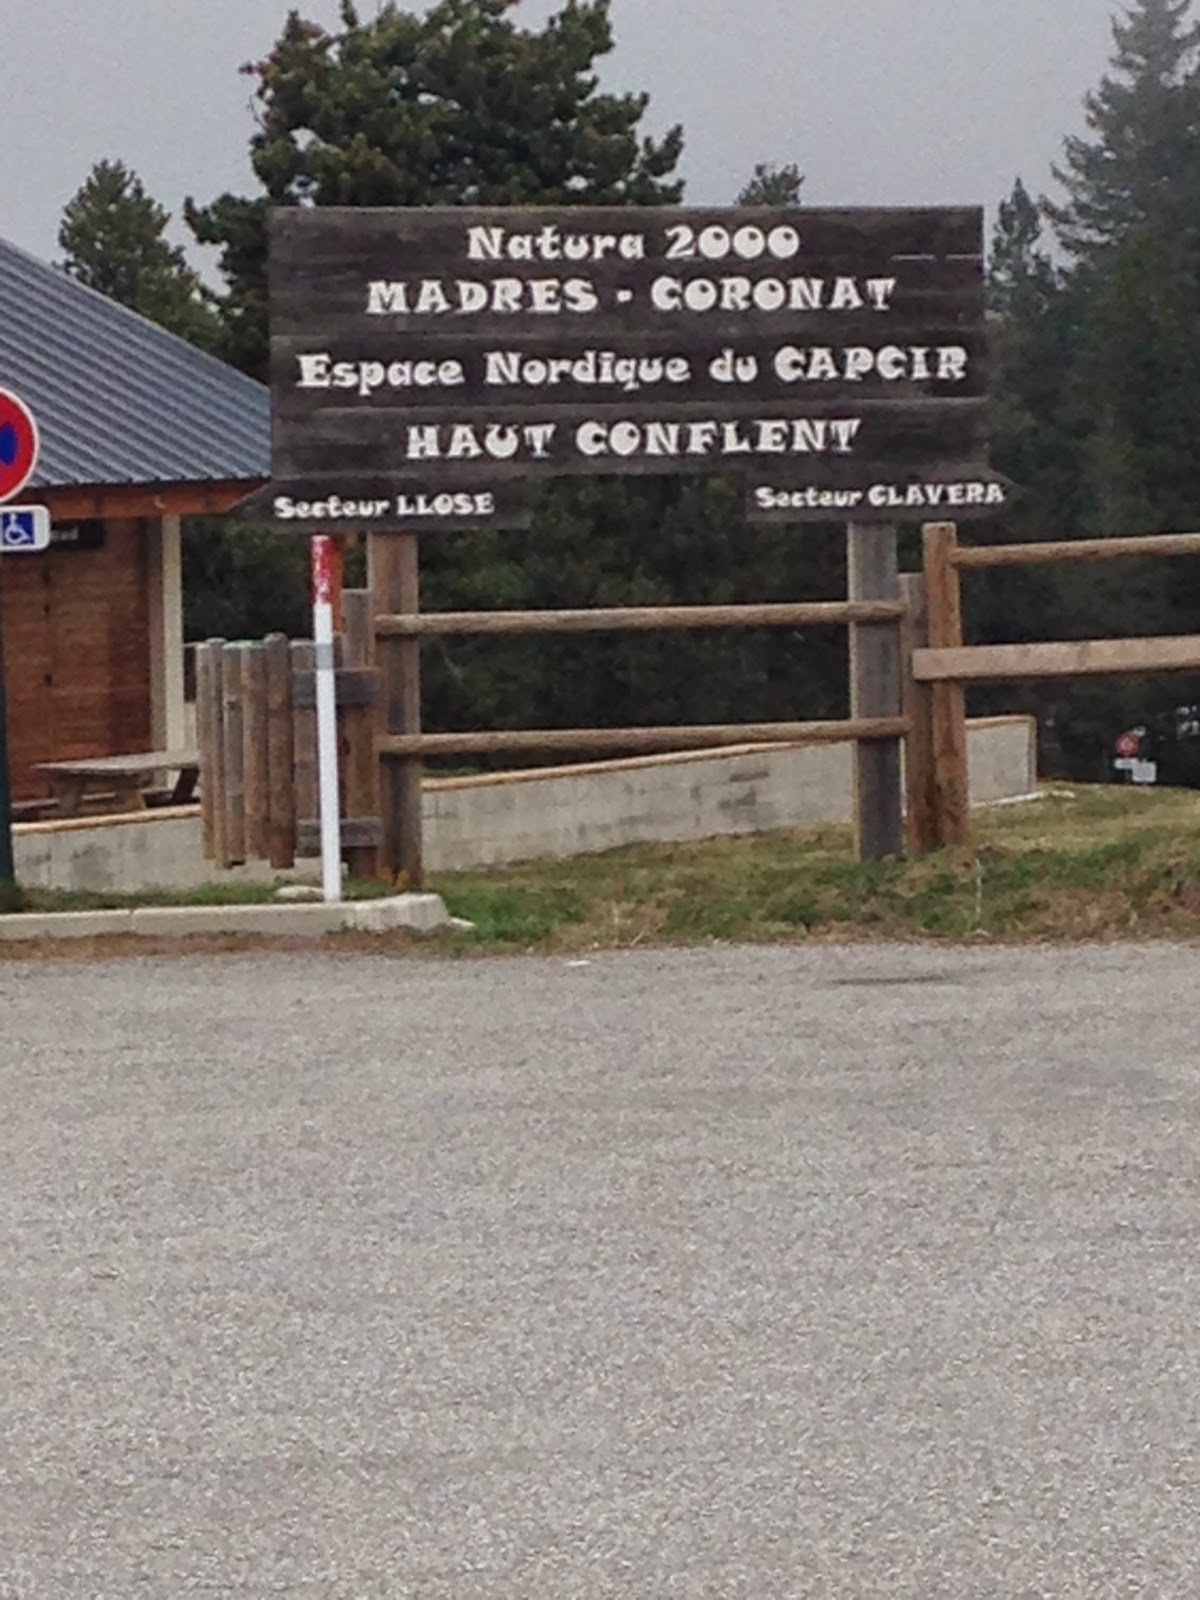 Natura 2000
MADRES - CORONAT
Espace Nordique du CAPCIR
HAUT CONFLENT
Secteur LLOSE
Secteur CLAVERA